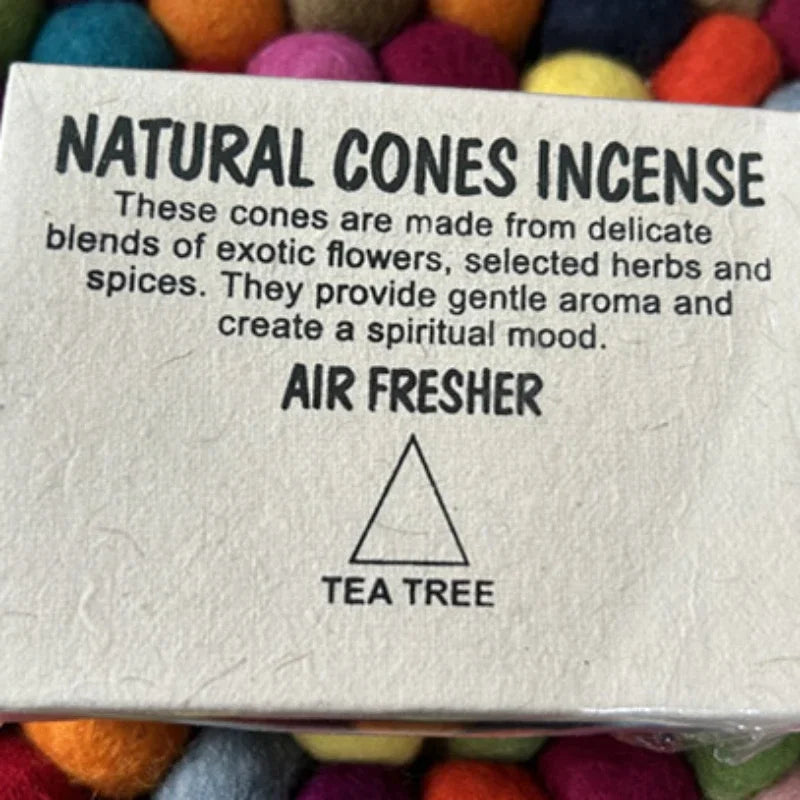 NATURAL CONES INCENSE
These cones are made from delicate
blends of exotic flowers, selected herbs and
spices. They provide gentle aroma and
create a spiritual mood.
AIR FRESHER
TEA TREE